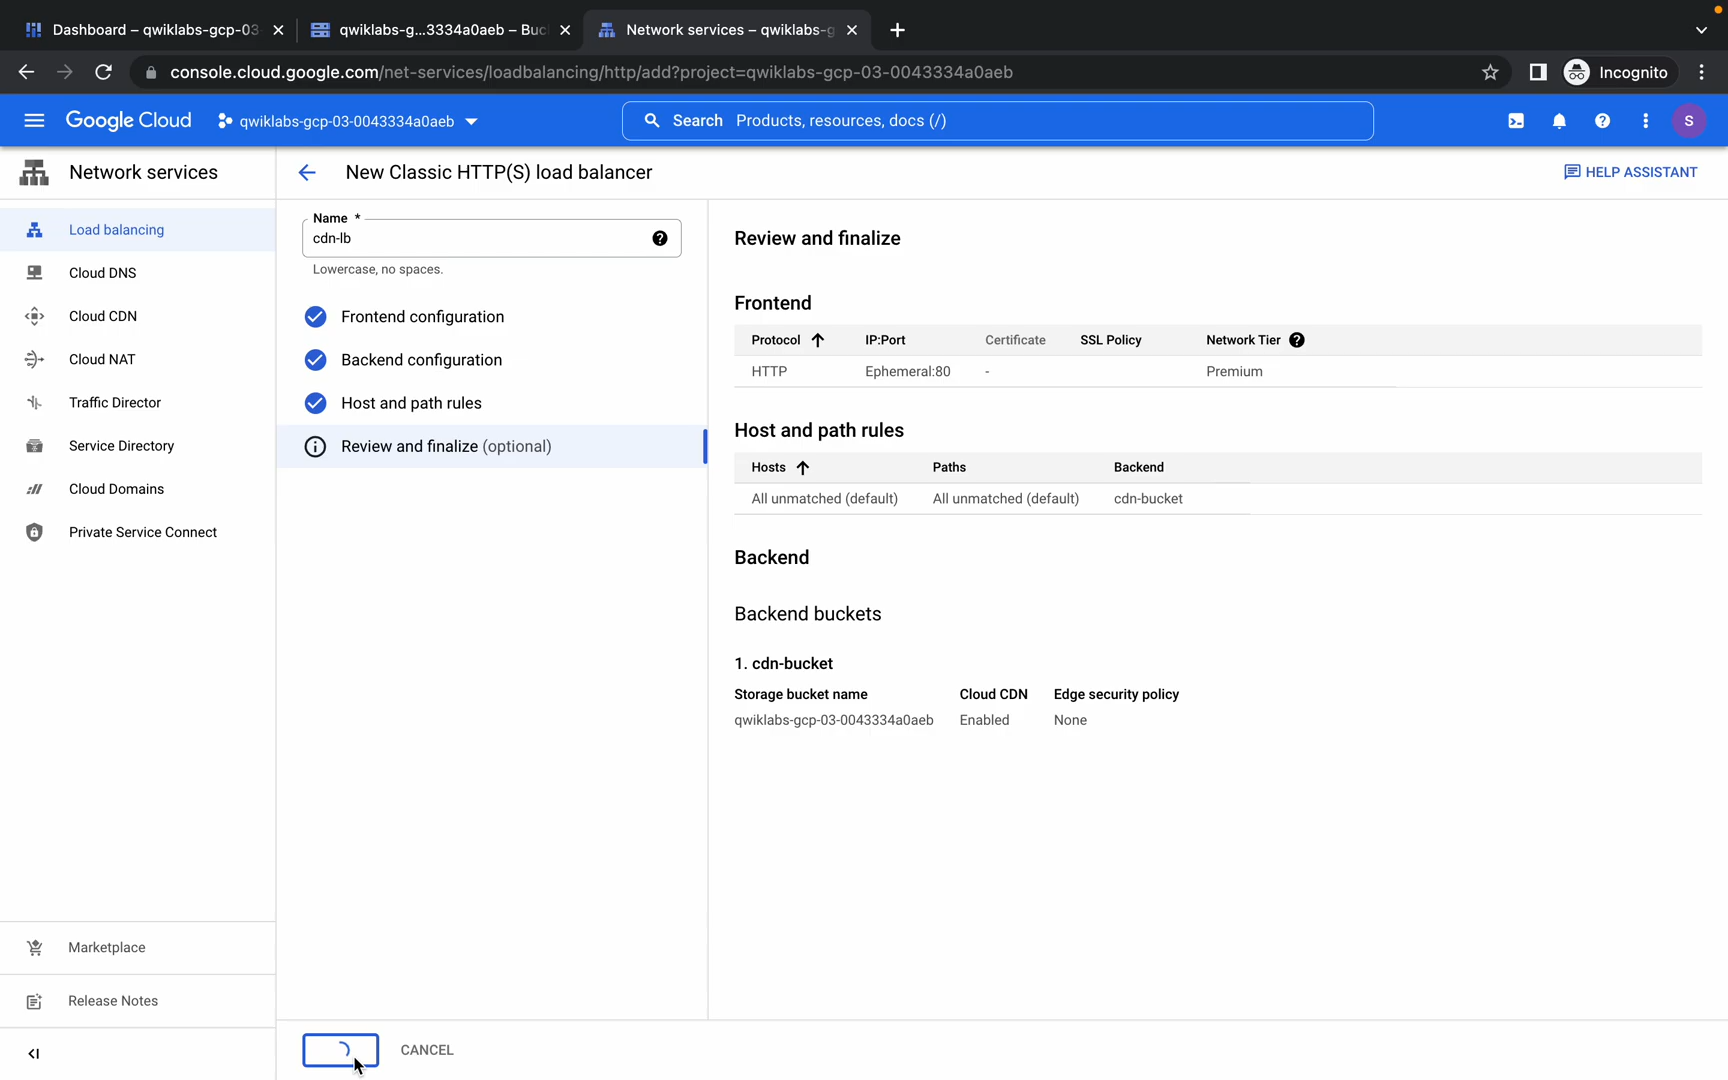 Dashboard – qwiklabs-gcp-03
qwiklabs-g...3334a0aeb – Buc
Network services – qwiklabs-g
console.cloud.google.com/net-services/loadbalancing/http/add?project=qwiklabs-gcp-03-0043334a0aeb
Incognito
Google Cloud
qwiklabs-gcp-03-0043334a0aeb
Search Products, resources, docs (/)
S
Network services
New Classic HTTP(S) load balancer
HELP ASSISTANT
Load balancing
Cloud DNS
Cloud CDN
Cloud NAT
Traffic Director
Service Directory
Cloud Domains
Private Service Connect
Marketplace
Release Notes
Name *
cdn-lb
Lowercase, no spaces.
Frontend configuration
Backend configuration
Host and path rules
Review and finalize (optional)
CANCEL
Review and finalize
Frontend
Protocol IP:Port Certificate SSL Policy Network Tier
HTTP Ephemeral:80 - Premium
Host and path rules
Hosts Paths Backend
All unmatched (default) All unmatched (default) cdn-bucket
Backend
Backend buckets
1. cdn-bucket
Storage bucket name Cloud CDN Edge security policy
qwiklabs-gcp-03-0043334a0aeb Enabled None